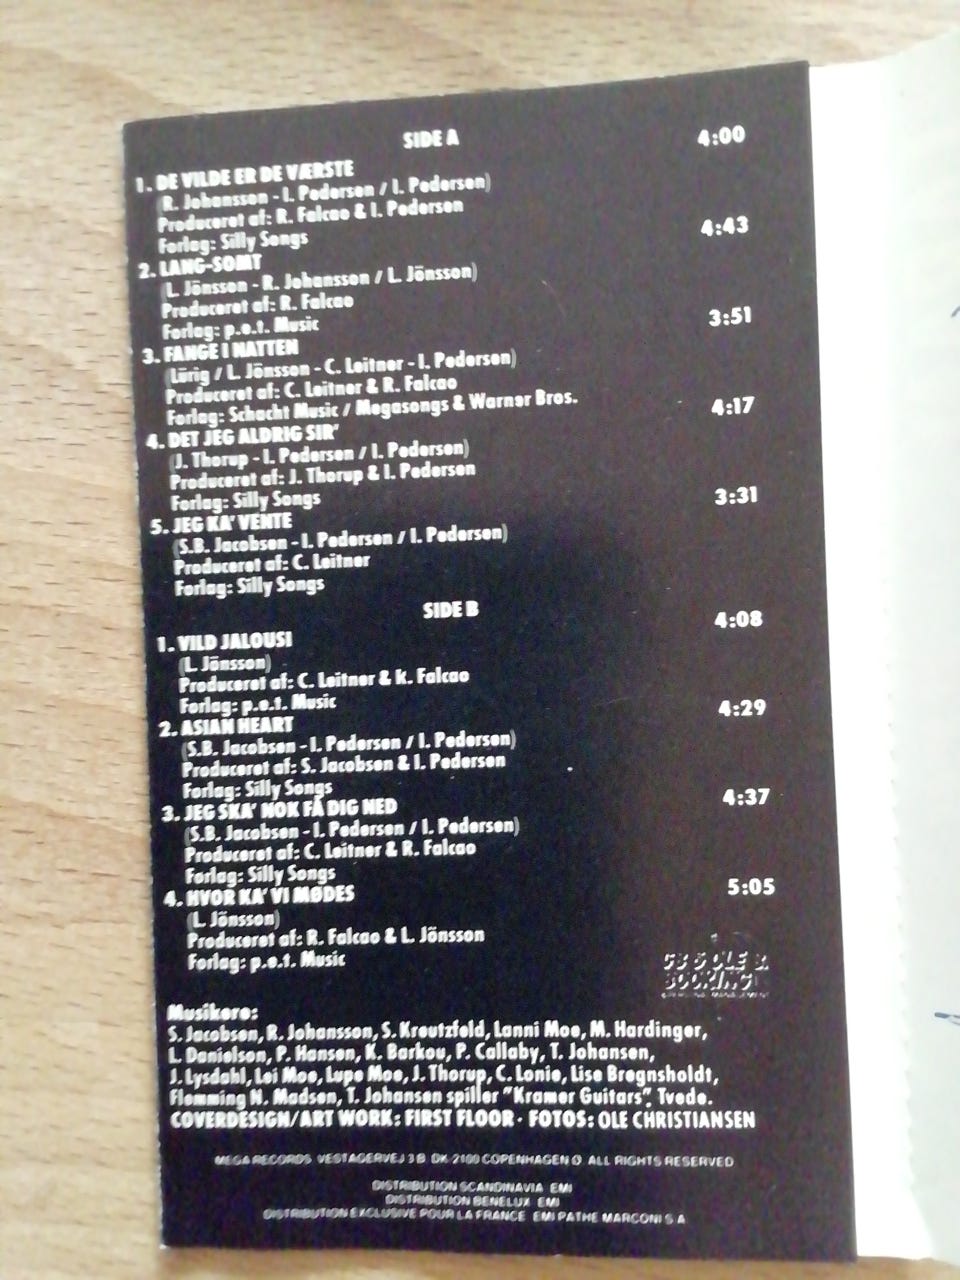 SIDE A
4:00
1. DE VILDE ER DE VÆRSTE
(R. Johansson - I. Pedersen / I. Pedersen)
Produceret af: R. Falcao & I. Pedersen
Forlag: Silly Songs
4:43
2. LANG-SOMT
(L. Jönsson - R. Johansson / L. Jönsson)
Produceret af: R. Falcao
Forlag: p.o.t. Music
3:51
3. FANGE I NATTEN
(Lürig / L. Jönsson - C. Leitner - I. Pedersen)
Produceret af: C. Leitner & R. Falcao
Forlag: Schacht Music / Megasongs & Warner Bros.
4:17
4. DET JEG ALDRIG SIR'
(J. Thorup - I. Pedersen / I. Pedersen)
Produceret af: J. Thorup & I. Pedersen
Forlag: Silly Songs
3:31
5. JEG KA' VENTE
(S.B. Jacobsen - I. Pedersen / I. Pedersen)
Produceret af: C. Leitner
Forlag: Silly Songs
SIDE B
4:08
1. VILD JALOUSI
(L. Jönsson)
Produceret af: C. Leitner & k. Falcao
Forlag: p.o.t. Music
4:29
2. ASIAN HEART
(S.B. Jacobsen - I. Pedersen / I. Pedersen)
Produceret af: S. Jacobsen & I. Pedersen
Forlag: Silly Songs
4:37
3. JEG SKA' NOK FÅ DIG NED
(S.B. Jacobsen - I. Pedersen / I. Pedersen)
Produceret af: C. Leitner & R. Falcao
Forlag: Silly Songs
5:05
4. HVOR KA' VI MØDES
(L. Jönsson)
Produceret af: R. Falcao & L. Jönsson
Forlag: p.o.t. Music
BOOKING
MANAGEMENT
Musikere:
S. Jacobsen, R. Johansson, S. Kreutzfeld, Lanni Moe, M. Hardinger,
L. Danielson, P. Hansen, K. Barkou, P. Callaby, T. Johansen,
J. Lysdahl, Lei Moe, Lupe Moe, J. Thorup, C. Lonie, Lise Bregnsholdt,
Flemming N. Madsen, T. Johansen spiller "Kramer Guitars", Tvede.
COVERDESIGN/ART WORK: FIRST FLOOR · FOTOS: OLE CHRISTIANSEN
MEGA RECORDS. VESTAGERVEJ 3 B. DK-2100 COPENHAGEN Ø. ALL RIGHTS RESERVED
DISTRIBUTION SCANDINAVIA EMI
DISTRIBUTION BENELUX EMI
DISTRIBUTION EXCLUSIVE POUR LA FRANCE EMI PATHE MARCONI S.A.